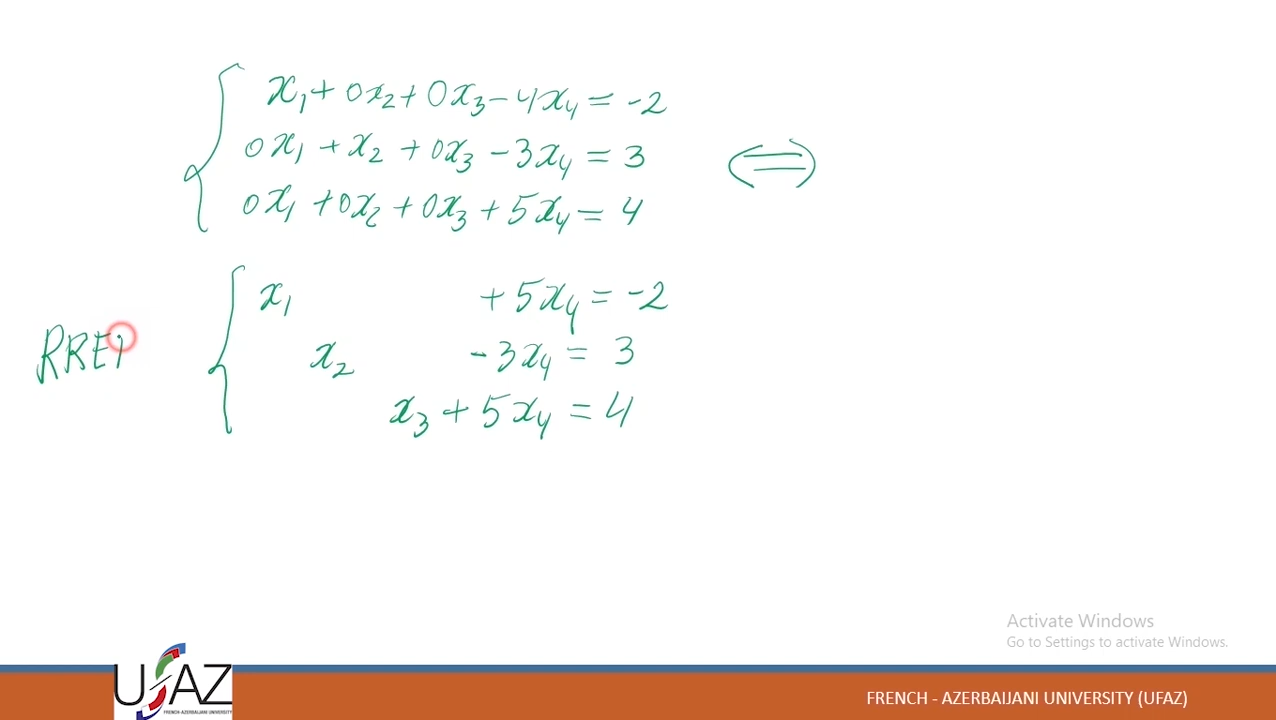 x₁ + 0x₂ + 0x₃ - 4x₄ = -2
0x₁ + x₂ + 0x₃ - 3x₄ = 3
0x₁ + 0x₂ + 0x₃ + 5x₄ = 4
⇔
x₁ + 5x₄ = -2
RREF
x₂ - 3x₄ = 3
x₃ + 5x₄ = 4
Activate Windows
Go to Settings to activate Windows.
UFAZ
FRENCH-AZERBAIJANI UNIVERSITY
FRENCH - AZERBAIJANI UNIVERSITY (UFAZ)